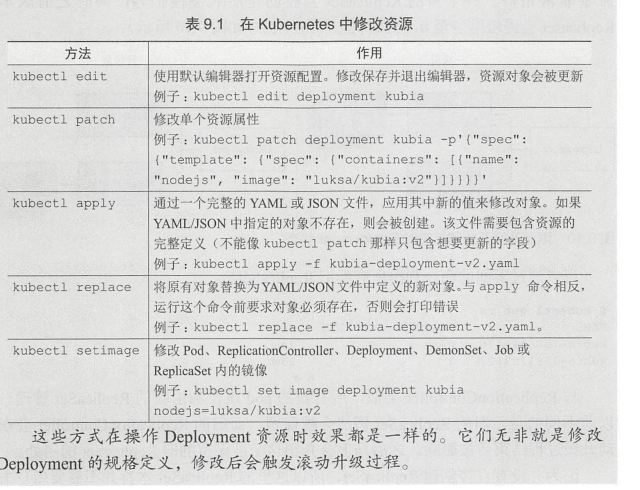 表 9.1 在 Kubernetes 中修改资源
方法 作用
kubectl edit 使用默认编辑器打开资源配置。修改保存并退出编辑器，资源对象会被更新
例子：kubectl edit deployment kubia
kubectl patch 修改单个资源属性
例子：kubectl patch deployment kubia -p'{"spec":
{"template": {"spec": {"containers": [{"name":
"nodejs", "image": "luksa/kubia:v2"}]}}}}'
kubectl apply 通过一个完整的 YAML 或 JSON 文件，应用其中新的值来修改对象。如果
YAML/JSON 中指定的对象不存在，则会被创建。该文件需要包含资源的
完整定义（不能像 kubectl patch 那样只包含想要更新的字段）
例子：kubectl apply -f kubia-deployment-v2.yaml
kubectl replace 将原有对象替换为YAML/JSON文件中定义的新对象。与 apply 命令相反，
运行这个命令前要求对象必须存在，否则会打印错误
例子：kubectl replace -f kubia-deployment-v2.yaml。
kubectl setimage 修改 Pod、ReplicationController、Deployment、DemonSet、Job 或
ReplicaSet 内的镜像
例子：kubectl set image deployment kubia
nodejs=luksa/kubia:v2
这些方式在操作 Deployment 资源时效果都是一样的。它们无非就是修改
Deployment 的规格定义，修改后会触发滚动升级过程。